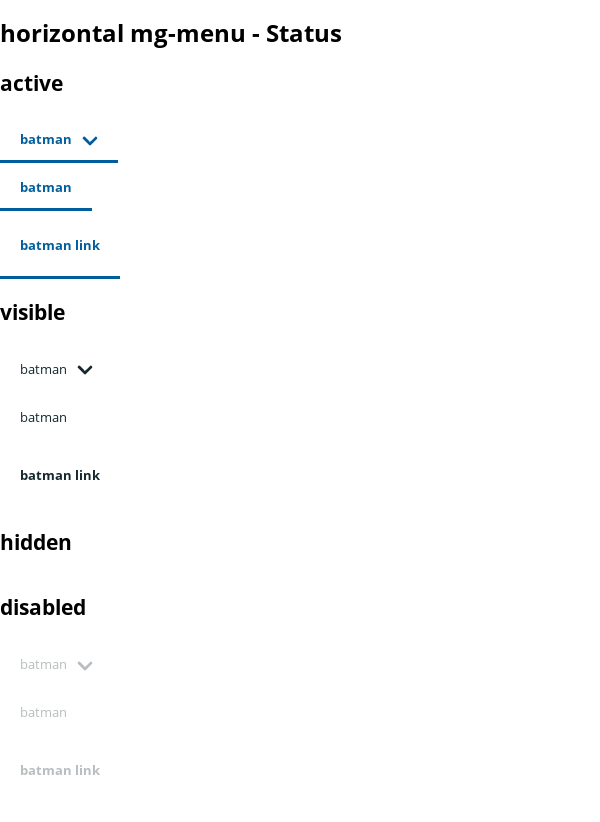 horizontal mg-menu - Status
active
batman
batman
batman link
visible
batman
batman
batman link
hidden
disabled
batman
batman
batman link